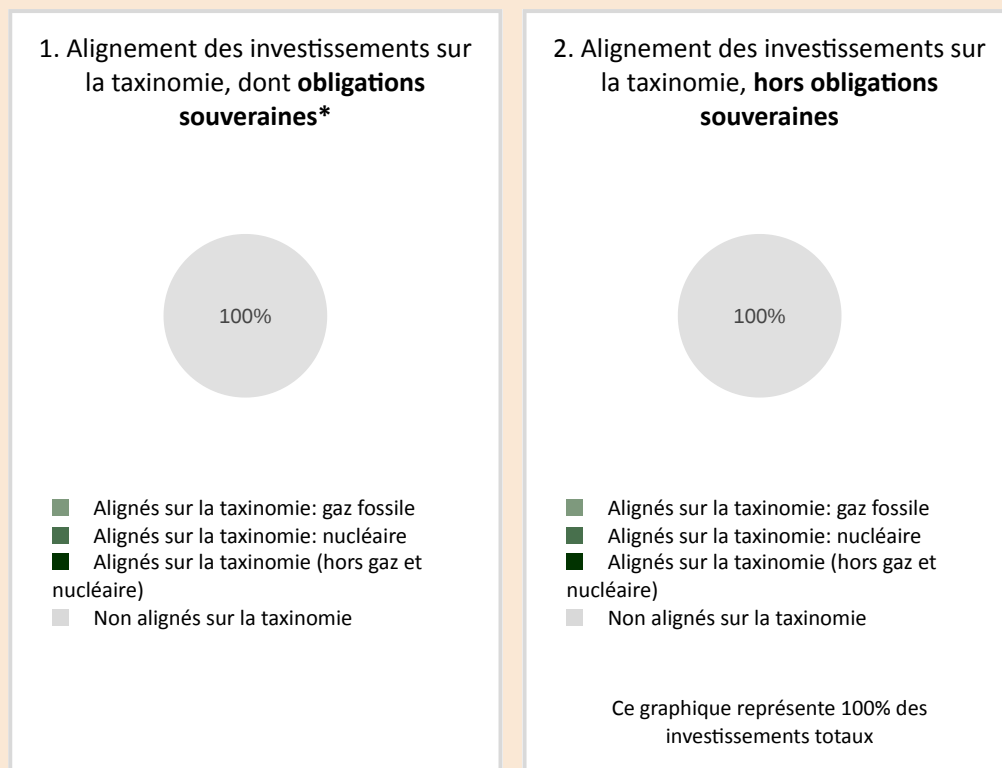 1. Alignement des investissements sur
la taxinomie, dont obligations
souveraines*
100%
Alignés sur la taxinomie: gaz fossile
Alignés sur la taxinomie: nucléaire
Alignés sur la taxinomie (hors gaz et
nucléaire)
Non alignés sur la taxinomie
2. Alignement des investissements sur
la taxinomie, hors obligations
souveraines
100%
Alignés sur la taxinomie: gaz fossile
Alignés sur la taxinomie: nucléaire
Alignés sur la taxinomie (hors gaz et
nucléaire)
Non alignés sur la taxinomie
Ce graphique représente 100% des
investissements totaux